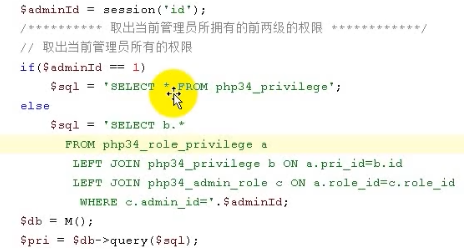 $adminId = session('id');
/********** 取出当前管理员所拥有的前两级的权限 ************/
// 取出当前管理员所有的权限
if($adminId == 1)
$sql = 'SELECT * FROM php34_privilege';
else
$sql = 'SELECT b.*
FROM php34_role_privilege a
LEFT JOIN php34_privilege b ON a.pri_id=b.id
LEFT JOIN php34_admin_role c ON a.role_id=c.role_id
WHERE c.admin_id='.$adminId;
$db = M();
$pri = $db->query($sql);